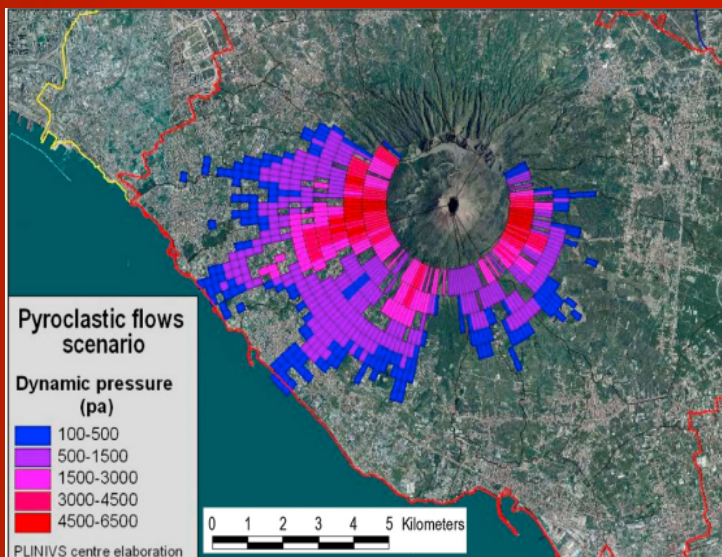 Pyroclastic flows
scenario
Dynamic pressure
(pa)
100-500
500-1500
1500-3000
3000-4500
4500-6500
PLINIVS centre elaboration
0 1 2 3 4 5 Kilometers